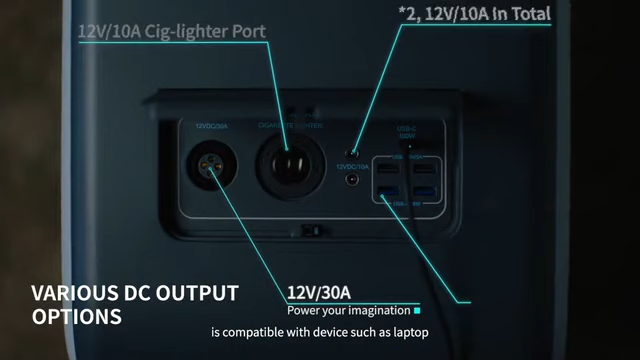 *2, 12V/10A in Total
12V/10A Cig-lighter Port
12VDC/30A
CIGARETTE LIGHTER
USB-C
12VDC/10A
12V/30A
VARIOUS DC OUTPUT
OPTIONS
Power your imagination
is compatible with device such as laptop